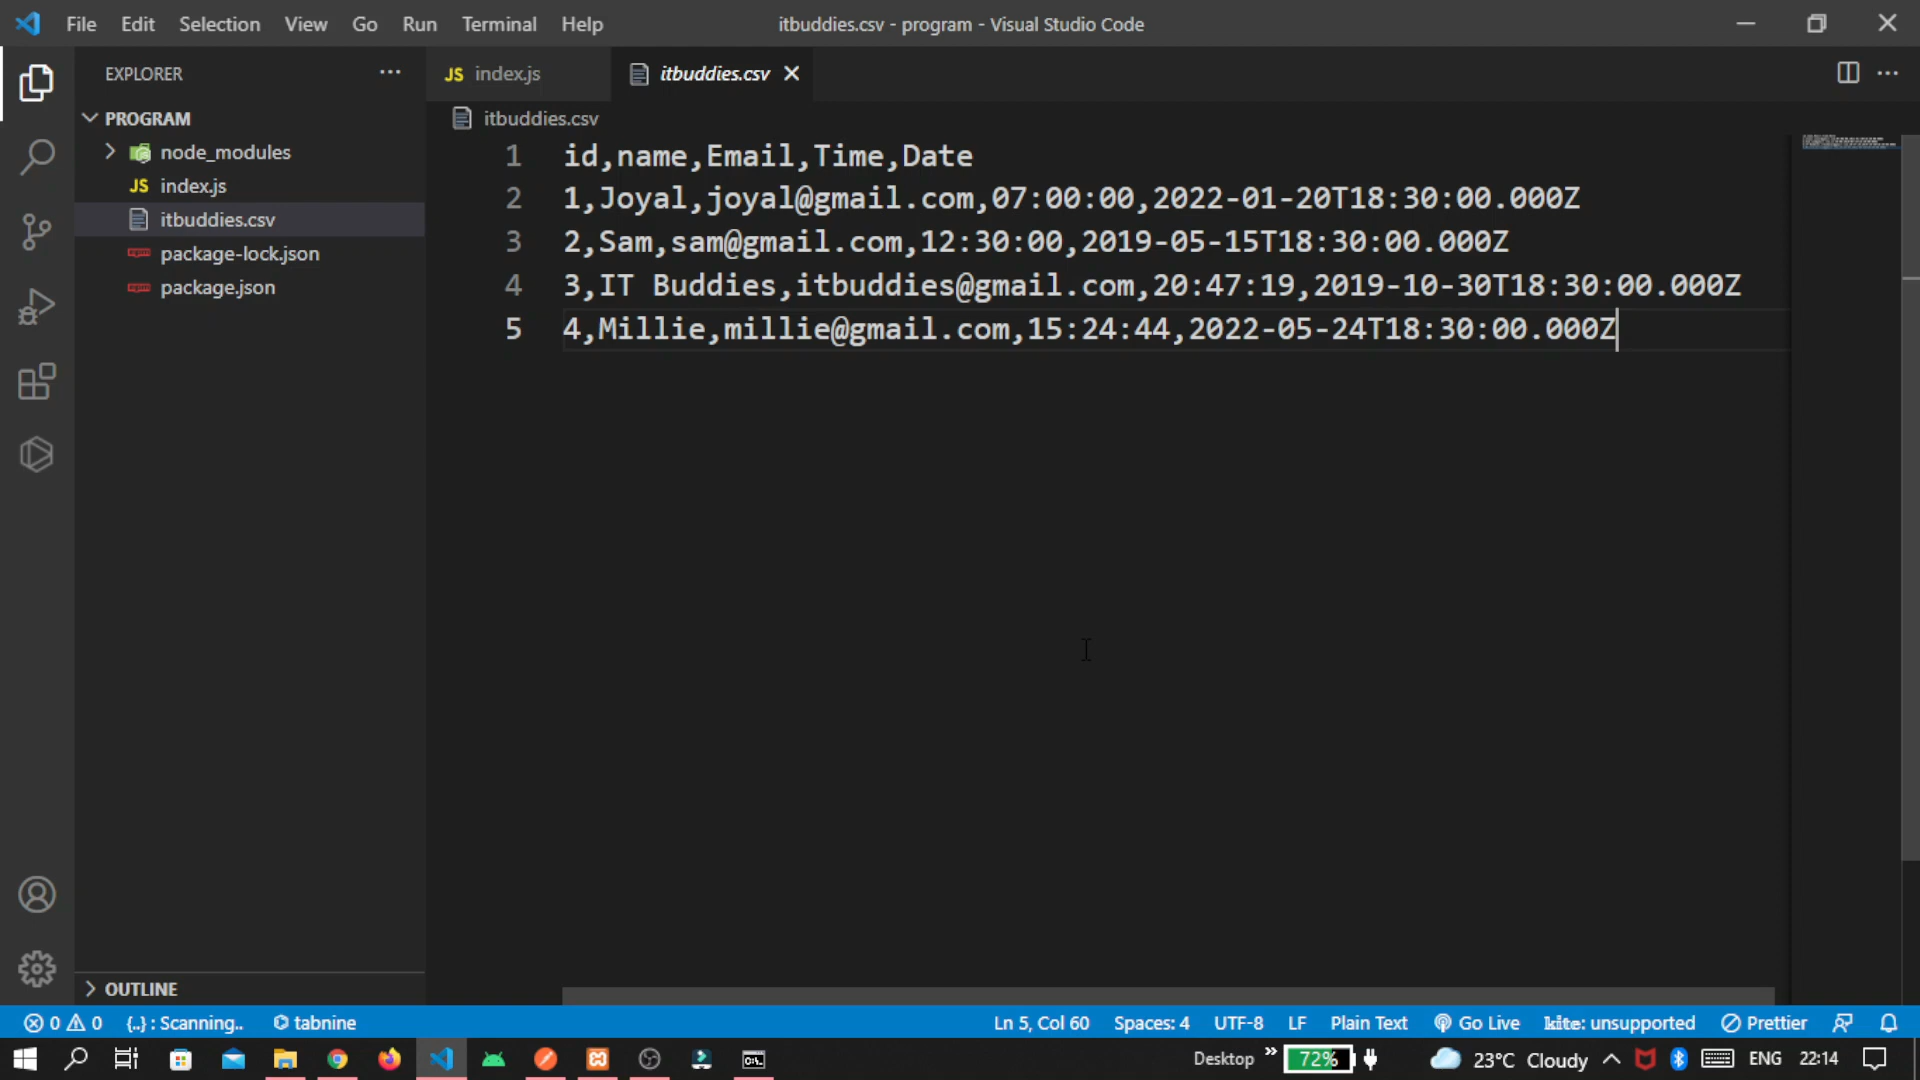 File Edit Selection View Go Run Terminal Help
itbuddies.csv - program - Visual Studio Code
EXPLORER
JS index.js
itbuddies.csv
PROGRAM
node_modules
JS index.js
itbuddies.csv
package-lock.json
package.json
itbuddies.csv
1 id,name,Email,Time,Date
2 1,Joyal,joyal@gmail.com,07:00:00,2022-01-20T18:30:00.000Z
3 2,Sam,sam@gmail.com,12:30:00,2019-05-15T18:30:00.000Z
4 3,IT Buddies,itbuddies@gmail.com,20:47:19,2019-10-30T18:30:00.000Z
5 4,Millie,millie@gmail.com,15:24:44,2022-05-24T18:30:00.000Z
OUTLINE
0 0 {..} : Scanning.. tabnine Ln 5, Col 60 Spaces: 4 UTF-8 LF Plain Text Go Live kite: unsupported Prettier
Desktop 72% 23°C Cloudy ENG 22:14